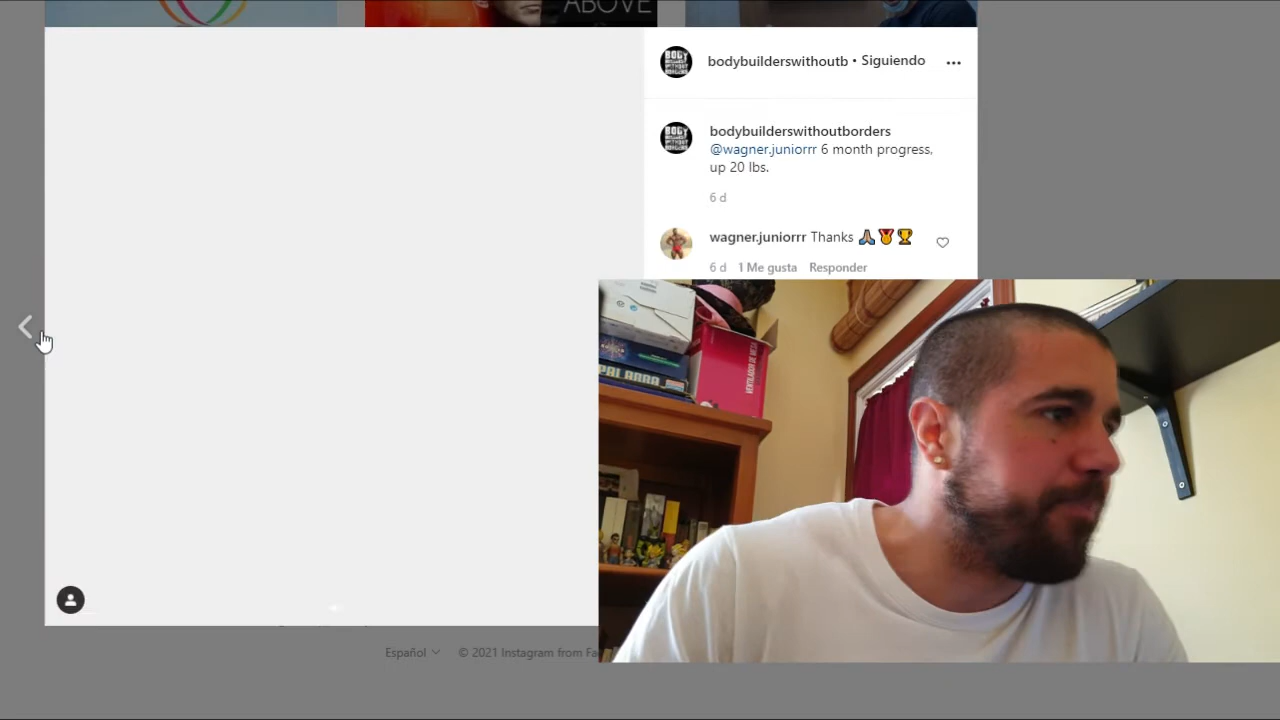 ABOVE
bodybuilderswithoutb • Siguiendo
bodybuilderswithoutborders
@wagner.juniorrr 6 month progress,
up 20 lbs.
6 d
wagner.juniorrr Thanks 🙏🏽🏅🏆
6 d 1 Me gusta Responder
Español © 2021 Instagram from Fa